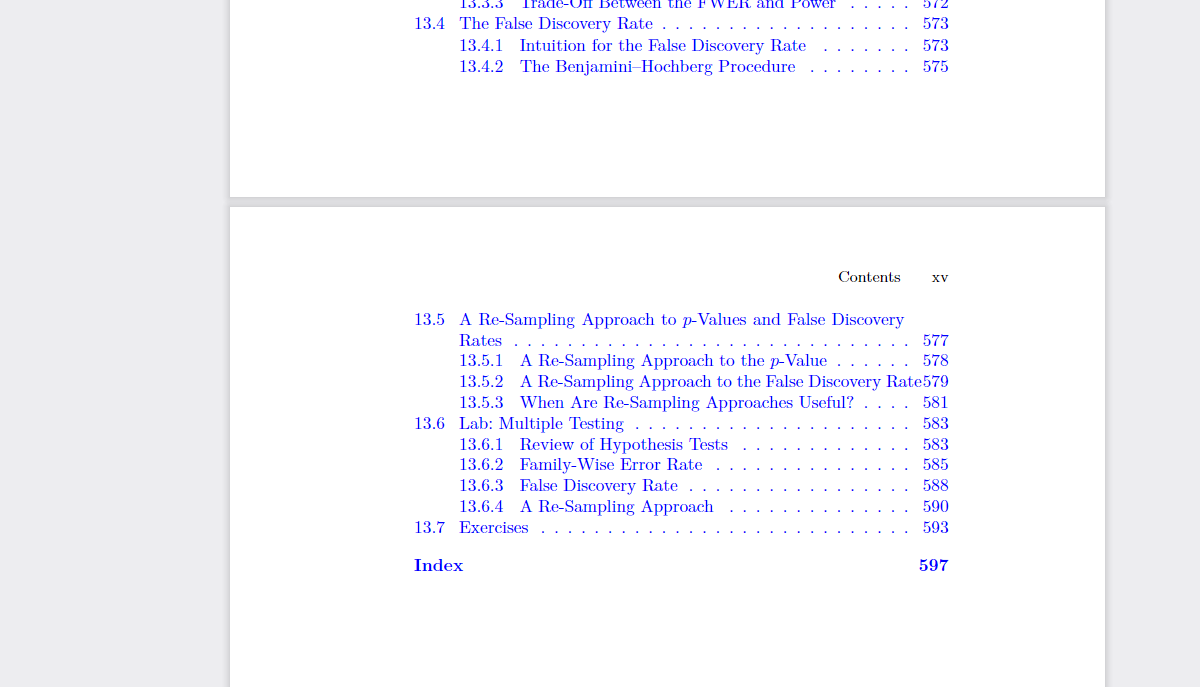 13.3.3 Trade-Off Between the FWER and Power . . . . . 572
13.4 The False Discovery Rate . . . . . . . . . . . . . . . . . . . 573
13.4.1 Intuition for the False Discovery Rate . . . . . . . 573
13.4.2 The Benjamini–Hochberg Procedure . . . . . . . . 575
Contents xv
13.5 A Re-Sampling Approach to p-Values and False Discovery
Rates . . . . . . . . . . . . . . . . . . . . . . . . . . . . . . 577
13.5.1 A Re-Sampling Approach to the p-Value . . . . . . 578
13.5.2 A Re-Sampling Approach to the False Discovery Rate579
13.5.3 When Are Re-Sampling Approaches Useful? . . . . 581
13.6 Lab: Multiple Testing . . . . . . . . . . . . . . . . . . . . . 583
13.6.1 Review of Hypothesis Tests . . . . . . . . . . . . . 583
13.6.2 Family-Wise Error Rate . . . . . . . . . . . . . . . 585
13.6.3 False Discovery Rate . . . . . . . . . . . . . . . . . 588
13.6.4 A Re-Sampling Approach . . . . . . . . . . . . . . 590
13.7 Exercises . . . . . . . . . . . . . . . . . . . . . . . . . . . . 593
Index 597